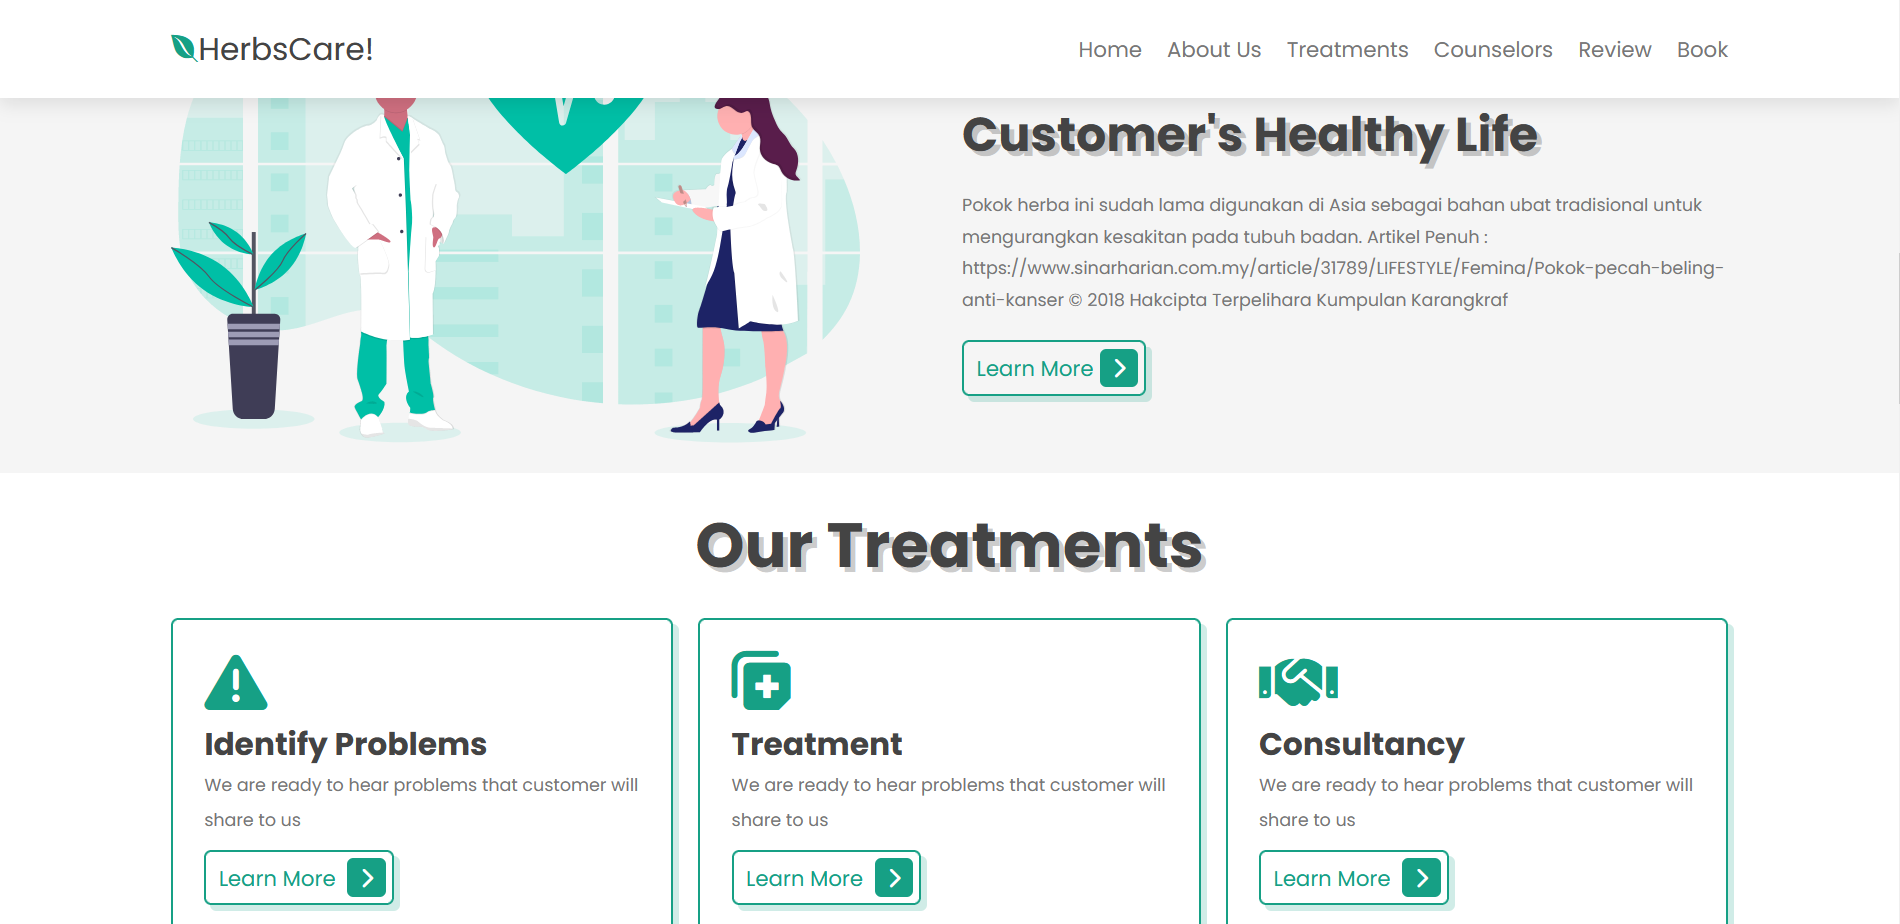 HerbsCare!
Home About Us Treatments Counselors Review Book
Customer's Healthy Life
Pokok herba ini sudah lama digunakan di Asia sebagai bahan ubat tradisional untuk
mengurangkan kesakitan pada tubuh badan. Artikel Penuh :
https://www.sinarharian.com.my/article/31789/LIFESTYLE/Femina/Pokok-pecah-beling-
anti-kanser © 2018 Hakcipta Terpelihara Kumpulan Karangkraf
Learn More
Our Treatments
Identify Problems
We are ready to hear problems that customer will
share to us
Learn More
Treatment
We are ready to hear problems that customer will
share to us
Learn More
Consultancy
We are ready to hear problems that customer will
share to us
Learn More